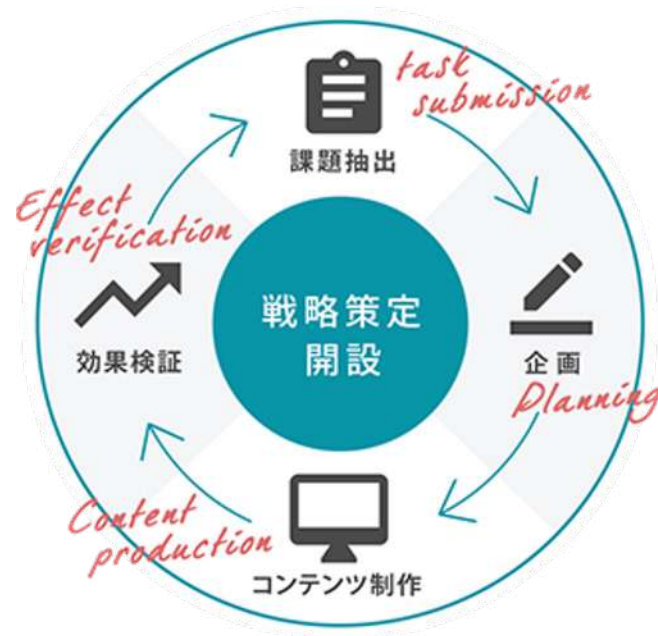 task
submission
課題抽出
Effect
verification
効果検証
戦略策定
開設
企画
Planning
Content
production
コンテンツ制作